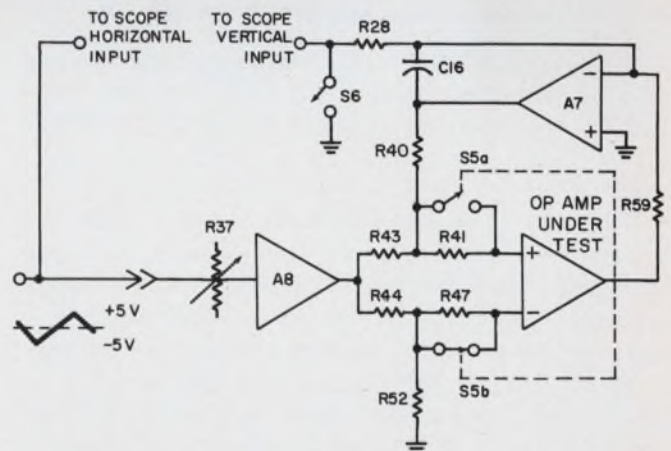 TO SCOPE
HORIZONTAL
INPUT
TO SCOPE
VERTICAL
INPUT
R28
C16
S6
A7
−
+
R40
S5a
R59
OP AMP
UNDER
TEST
R37
A8
R43
R41
+
R44
R47
−
+5 V
−5 V
R52
S5b